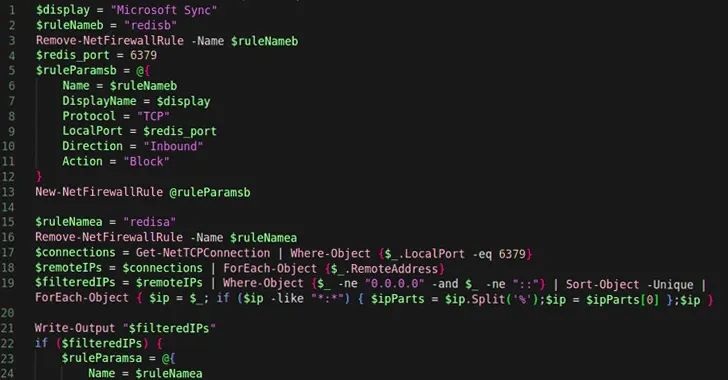 1 $display = "Microsoft Sync"
2 $ruleNameb = "redisb"
3 Remove-NetFirewallRule -Name $ruleNameb
4 $redis_port = 6379
5 $ruleParamsb = @{
6 Name = $ruleNameb
7 DisplayName = $display
8 Protocol = "TCP"
9 LocalPort = $redis_port
10 Direction = "Inbound"
11 Action = "Block"
12 }
13 New-NetFirewallRule @ruleParamsb
14
15 $ruleNamea = "redisa"
16 Remove-NetFirewallRule -Name $ruleNamea
17 $connections = Get-NetTCPConnection | Where-Object {$_.LocalPort -eq 6379}
18 $remoteIPs = $connections | ForEach-Object {$_.RemoteAddress}
19 $filteredIPs = $remoteIPs | Where-Object {$_ -ne "0.0.0.0" -and $_ -ne "::"} | Sort-Object -Unique |
ForEach-Object { $ip = $_; if ($ip -like "*:*") { $ipParts = $ip.Split('%');$ip = $ipParts[0] };$ip }
20
21 Write-Output "$filteredIPs"
22 if ($filteredIPs) {
23 $ruleParamsa = @{
24 Name = $ruleNamea